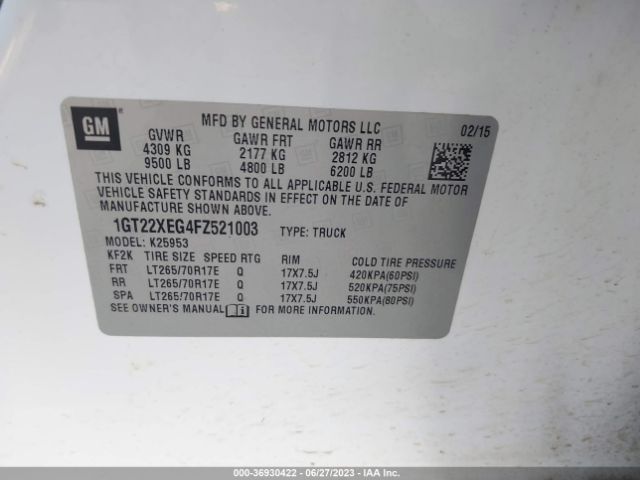 GM
MFD BY GENERAL MOTORS LLC 02/15
GVWR GAWR FRT GAWR RR
4309 KG 2177 KG 2812 KG
9500 LB 4800 LB 6200 LB
THIS VEHICLE CONFORMS TO ALL APPLICABLE U.S. FEDERAL MOTOR
VEHICLE SAFETY STANDARDS IN EFFECT ON THE DATE OF
MANUFACTURE SHOWN ABOVE.
1GT22XEG4FZ521003 TYPE: TRUCK
MODEL: K25953
KF2K TIRE SIZE SPEED RTG RIM COLD TIRE PRESSURE
FRT LT265/70R17E Q 17X7.5J 420KPA(60PSI)
RR LT265/70R17E Q 17X7.5J 520KPA(75PSI)
SPA LT265/70R17E Q 17X7.5J 550KPA(80PSI)
SEE OWNER'S MANUAL FOR MORE INFORMATION.
000-36930422 - 06/27/2023 - IAAI.com